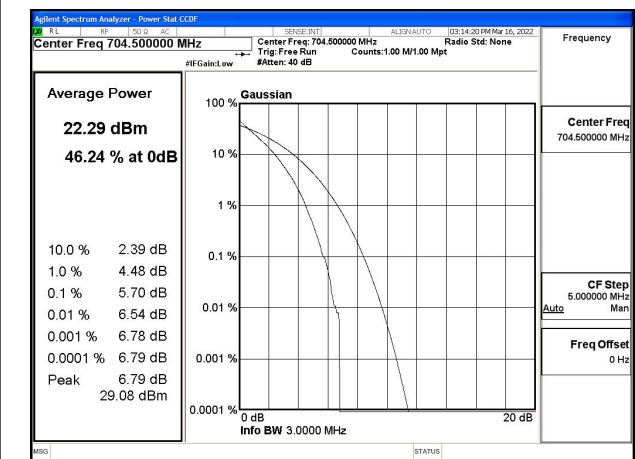 Agilent Spectrum Analyzer - Power Stat CCDF
LXI RL RF 50 Ω AC SENSE:INT ALIGN AUTO 03:14:20 PM Mar 16, 2022
Center Freq 704.500000 MHz
Center Freq: 704.500000 MHz Radio Std: None
Trig: Free Run Counts:1.00 M/1.00 Mpt
#IFGain:Low #Atten: 40 dB
Average Power
22.29 dBm
46.24 % at 0dB
10.0 % 2.39 dB
1.0 % 4.48 dB
0.1 % 5.70 dB
0.01 % 6.54 dB
0.001 % 6.78 dB
0.0001 % 6.79 dB
Peak 6.79 dB
29.08 dBm
Gaussian
100 %
10 %
1 %
0.1 %
0.01 %
0.001 %
0.0001 %
0 dB 20 dB
Info BW 3.0000 MHz
Frequency
Center Freq
704.500000 MHz
CF Step
5.000000 MHz
Auto Man
Freq Offset
0 Hz
MSG STATUS